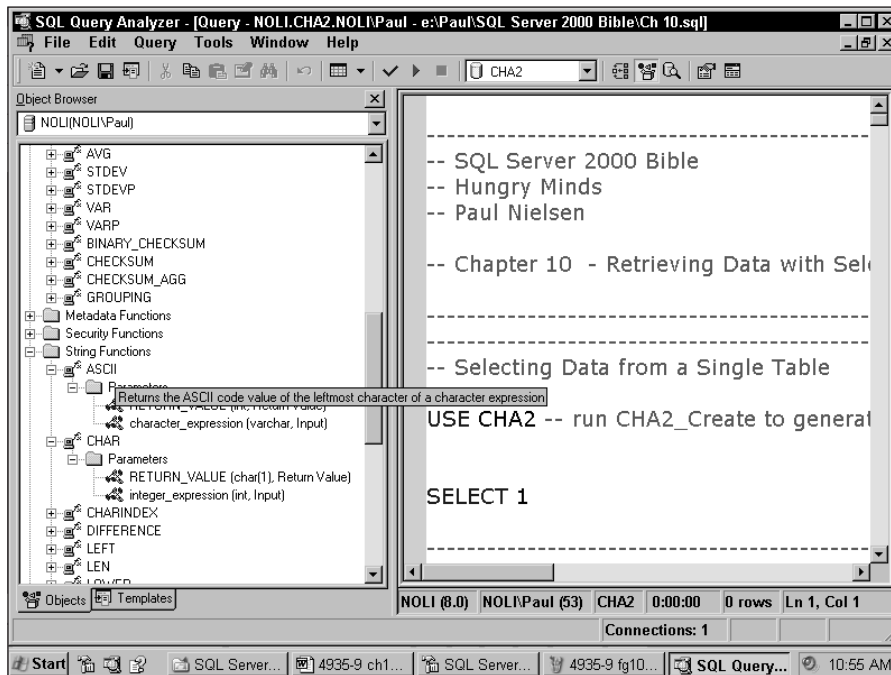 SQL Query Analyzer - [Query - NOLI.CHA2.NOLI\Paul - e:\Paul\SQL Server 2000 Bible\Ch 10.sql]
File Edit Query Tools Window Help
CHA2
Object Browser
NOLI(NOLI\Paul)
AVG
STDEV
STDEVP
VAR
VARP
BINARY_CHECKSUM
CHECKSUM
CHECKSUM_AGG
GROUPING
Metadata Functions
Security Functions
String Functions
ASCII
Returns the ASCII code value of the leftmost character of a character expression
character_expression (varchar, Input)
CHAR
Parameters
RETURN_VALUE (char(1), Return Value)
integer_expression (int, Input)
CHARINDEX
DIFFERENCE
LEFT
LEN
Objects Templates
-- SQL Server 2000 Bible
-- Hungry Minds
-- Paul Nielsen
-- Chapter 10 - Retrieving Data with Sele
-- Selecting Data from a Single Table
USE CHA2 -- run CHA2_Create to generat
SELECT 1
NOLI (8.0) NOLI\Paul (53) CHA2 0:00:00 0 rows Ln 1, Col 1
Connections: 1
Start SQL Server... 4935-9 ch1... SQL Server... 4935-9 fg10... SQL Query... 10:55 AM